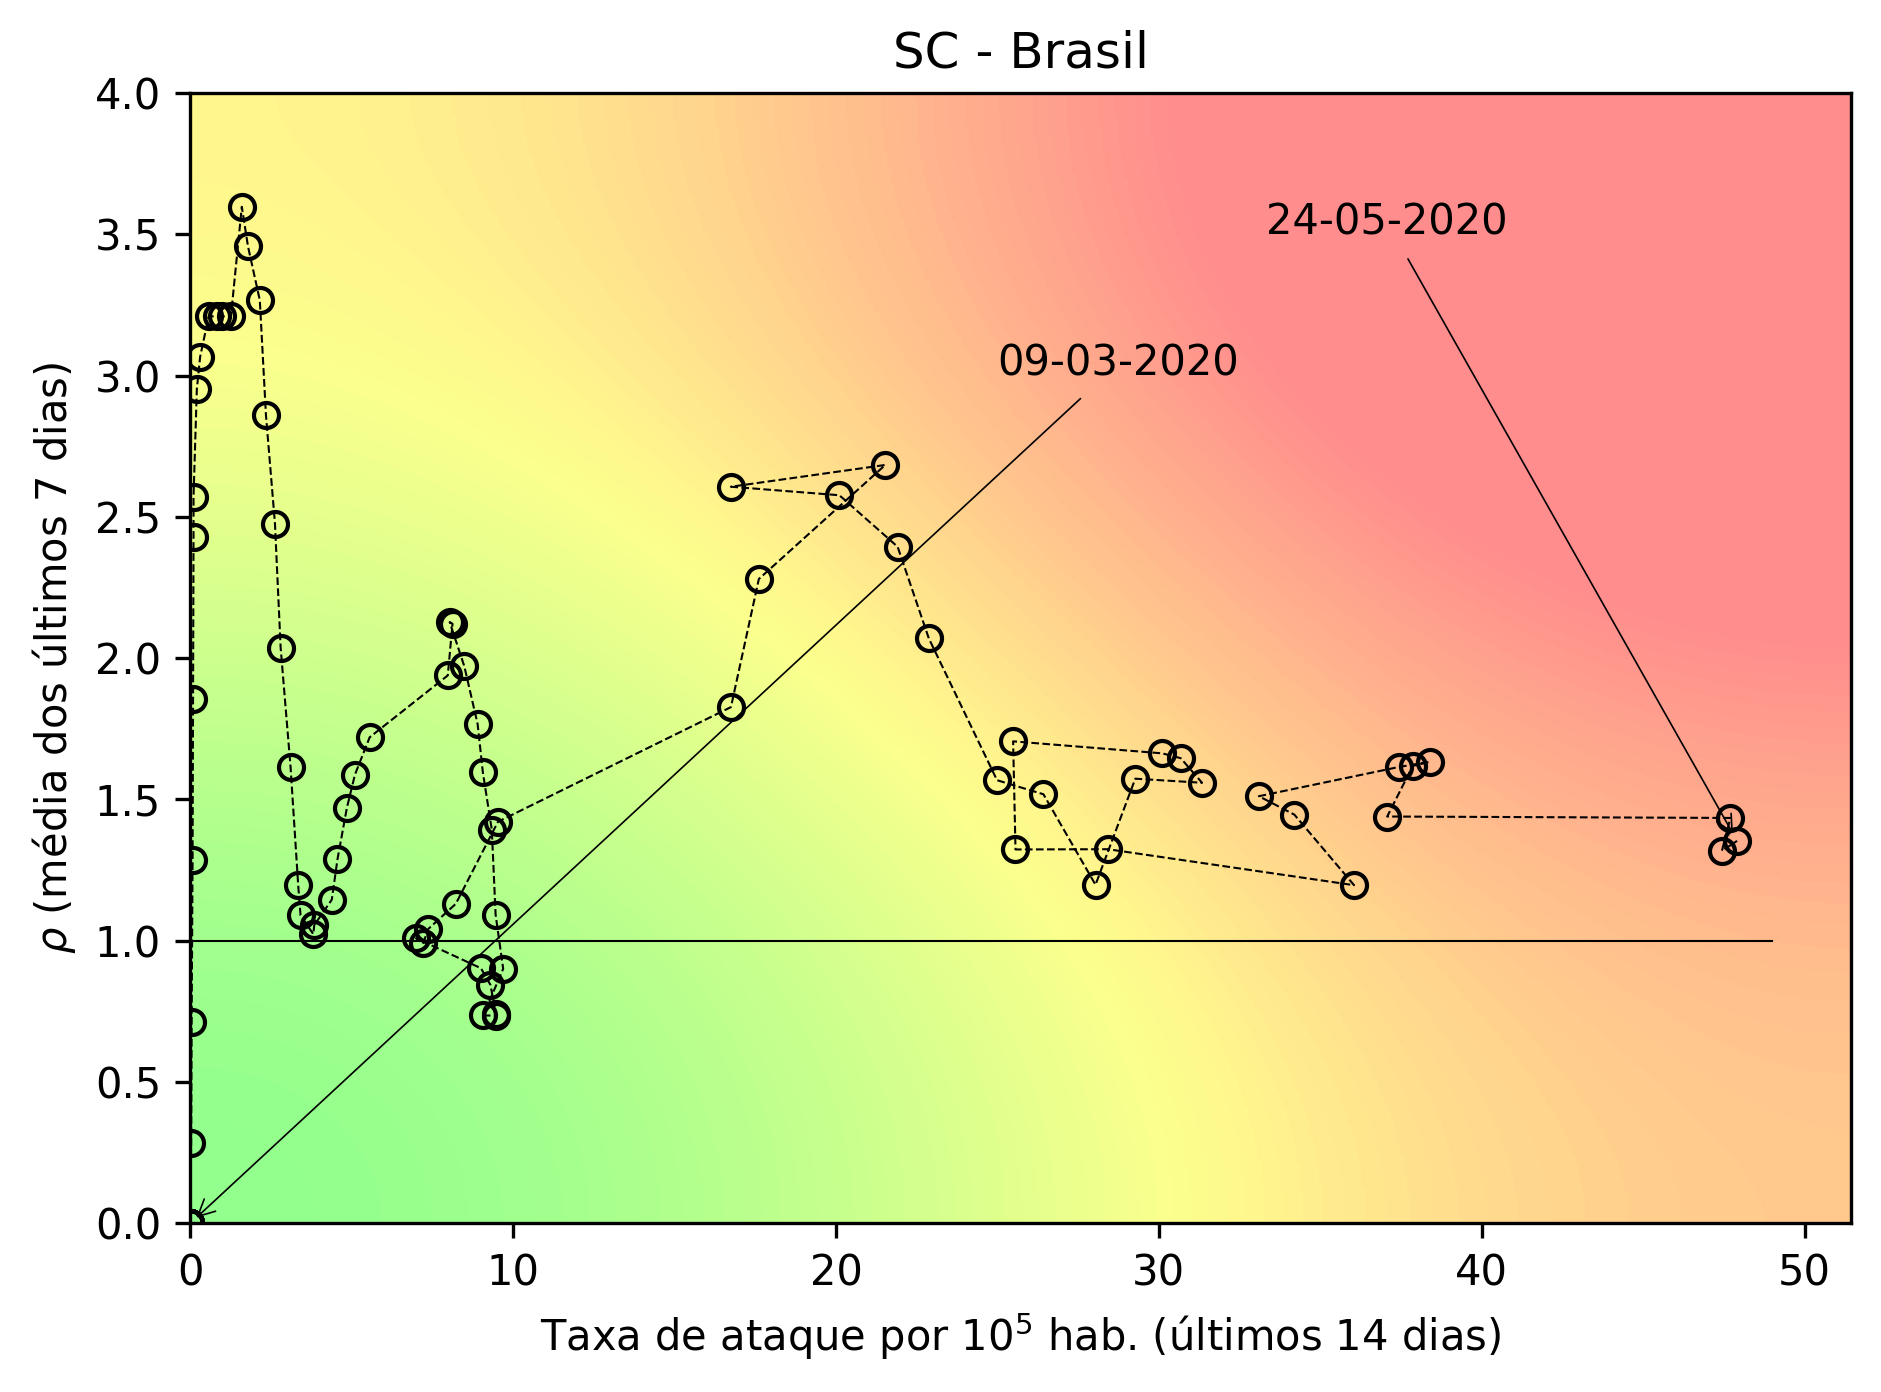 SC - Brasil
4.0
3.5
3.0
2.5
2.0
1.5
1.0
0.5
0.0
ρ (média dos últimos 7 dias)
24-05-2020
09-03-2020
0 10 20 30 40 50
Taxa de ataque por 10⁵ hab. (últimos 14 dias)